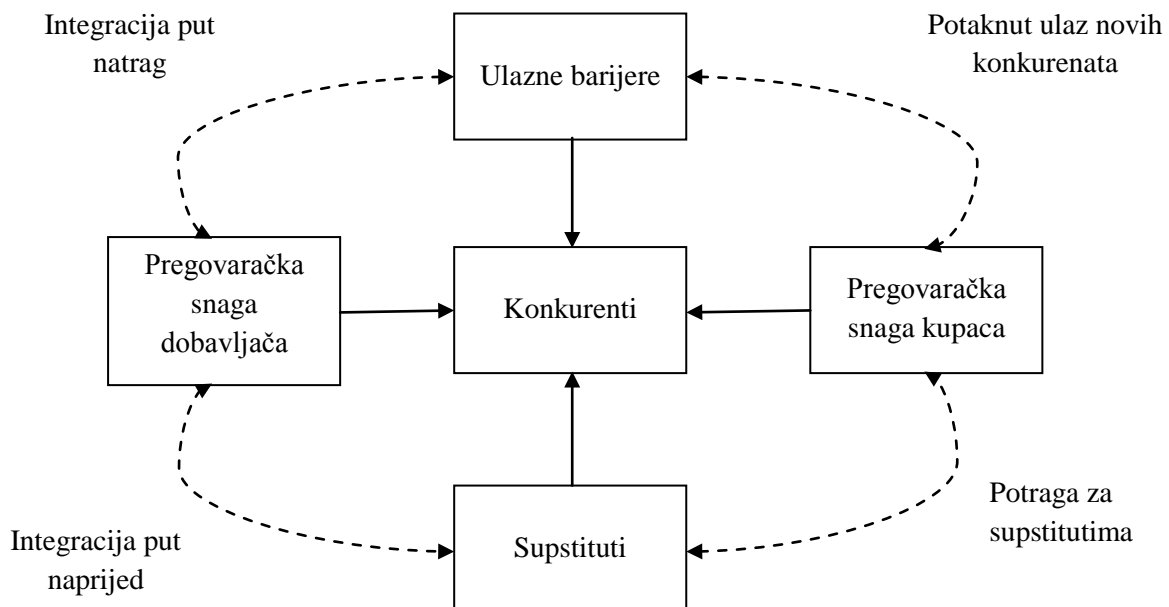 Integracija put
natrag
Ulazne barijere
Potaknut ulaz novih
konkurenata
Pregovaračka
snaga
dobavljača
Konkurenti
Pregovaračka
snaga kupaca
Integracija put
naprijed
Supstituti
Potraga za
supstitutima